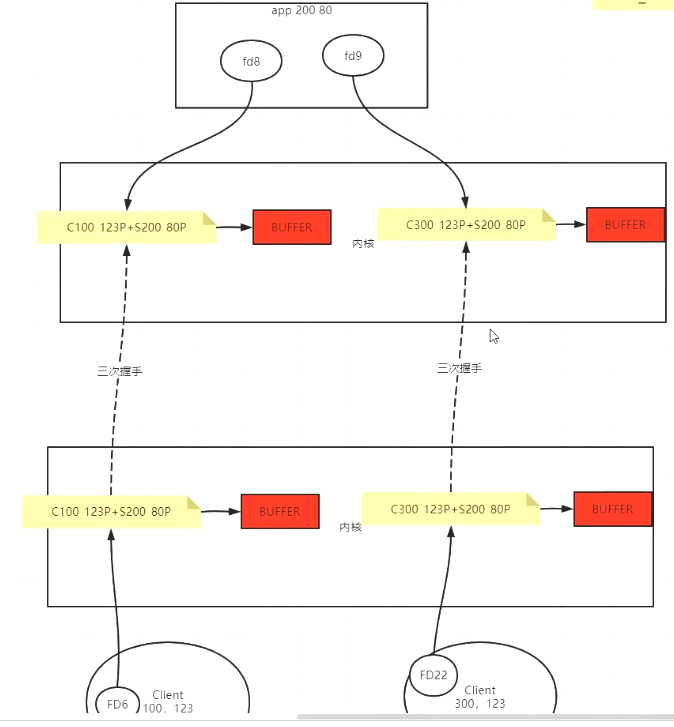 app 200 80
fd8
fd9
C100 123P+S200 80P
BUFFER
内核
C300 123P+S200 80P
BUFFER
三次握手
三次握手
C100 123P+S200 80P
BUFFER
内核
C300 123P+S200 80P
BUFFER
FD6
Client
100. 123
FD22
Client
300, 123